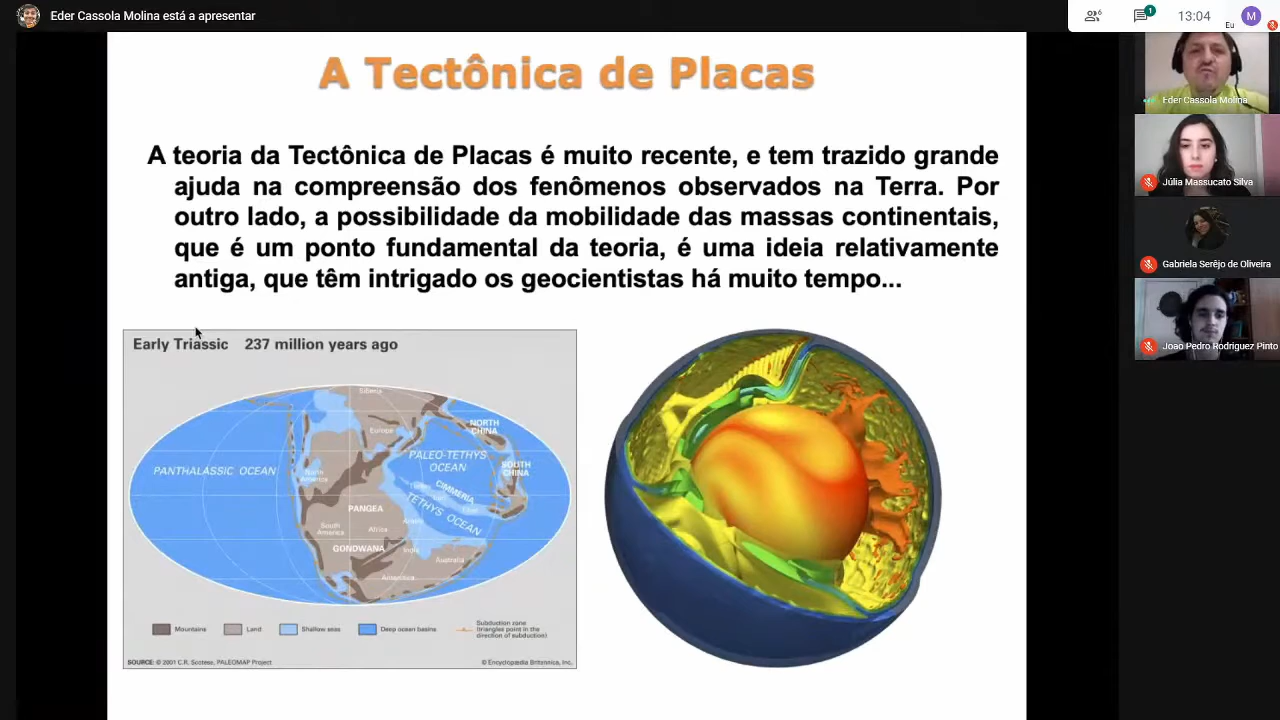 Eder Cassola Molina está a apresentar
6
1
13:04
Eu
M
A Tectônica de Placas
A teoria da Tectônica de Placas é muito recente, e tem trazido grande
ajuda na compreensão dos fenômenos observados na Terra. Por
outro lado, a possibilidade da mobilidade das massas continentais,
que é um ponto fundamental da teoria, é uma ideia relativamente
antiga, que têm intrigado os geocientistas há muito tempo...
Early Triassic 237 million years ago
Siberia
Europe
NORTH
CHINA
PALEO-TETHYS
OCEAN
SOUTH
CHINA
PANTHALASSIC OCEAN
North
America
CIMMERIA
Tibet
TETHYS OCEAN
PANGEA
South
America
Africa
Arabia
GONDWANA
India
Australia
Antarctica
Mountains
Land
Shallow seas
Deep ocean basins
Subduction zone
(triangles point in the
direction of subduction)
SOURCE: © 2001 C.R. Scotese, PALEOMAP Project
© Encyclopædia Britannica, Inc.
Eder Cassola Molina
Júlia Massucato Silva
Gabriela Serêjo de Oliveira
João Pedro Rodriguez Pinto